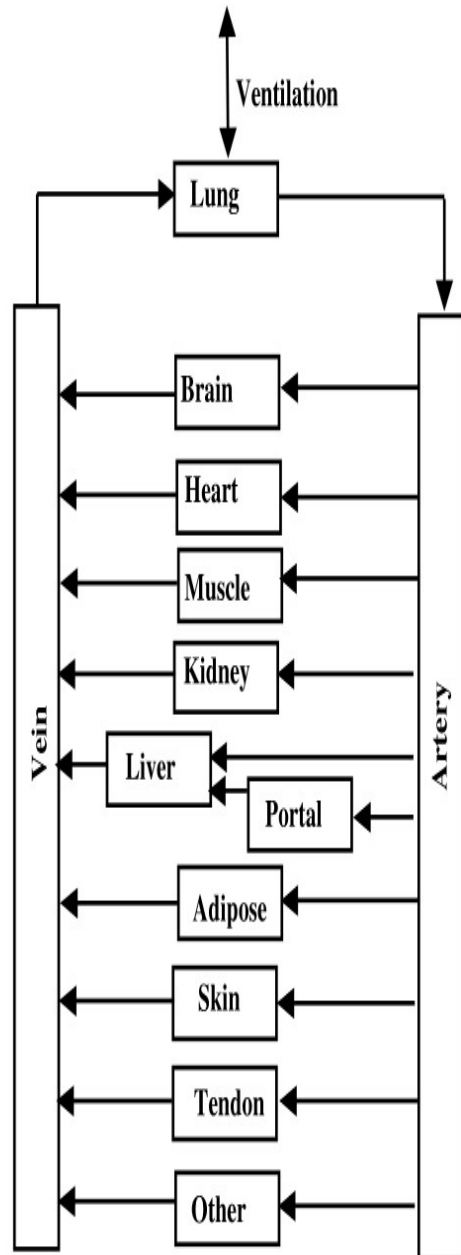 Ventilation
Lung
Brain
Heart
Muscle
Kidney
Vein
Liver
Artery
Portal
Adipose
Skin
Tendon
Other